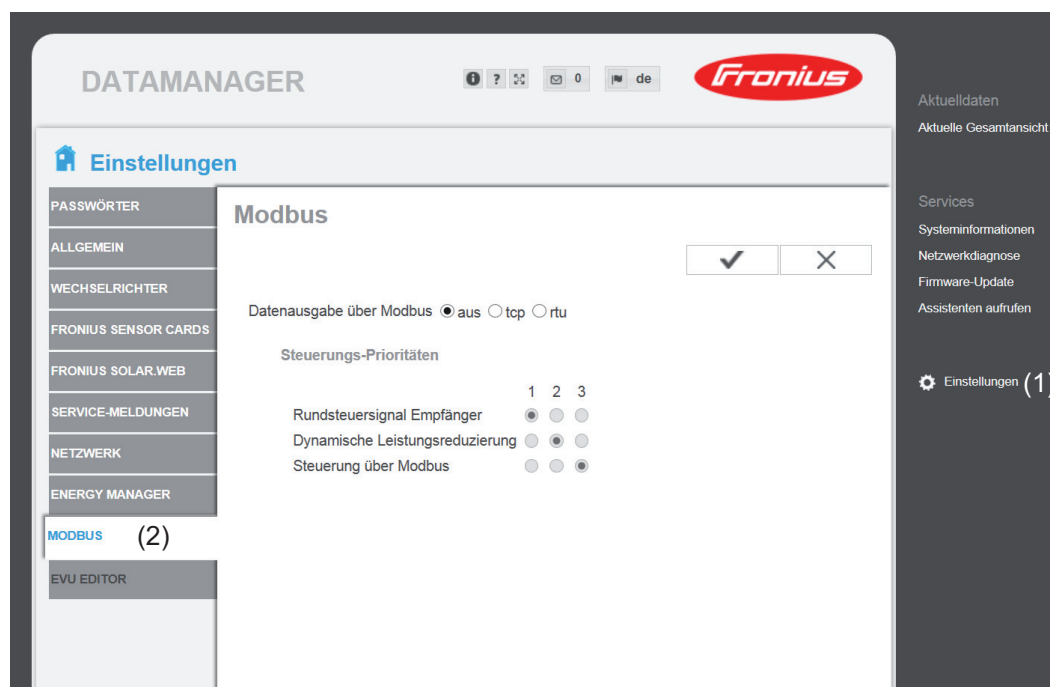 DATAMANAGER
0
de
Fronius
Einstellungen
PASSWÖRTER
ALLGEMEIN
WECHSELRICHTER
FRONIUS SENSOR CARDS
FRONIUS SOLAR.WEB
SERVICE-MELDUNGEN
NETZWERK
ENERGY MANAGER
MODBUS (2)
EVU EDITOR
Modbus
Datenausgabe über Modbus aus tcp rtu
Steuerungs-Prioritäten
1 2 3
Rundsteuersignal Empfänger
Dynamische Leistungsreduzierung
Steuerung über Modbus
Aktuelldaten
Aktuelle Gesamtansicht
Services
Systeminformationen
Netzwerkdiagnose
Firmware-Update
Assistenten aufrufen
Einstellungen (1)